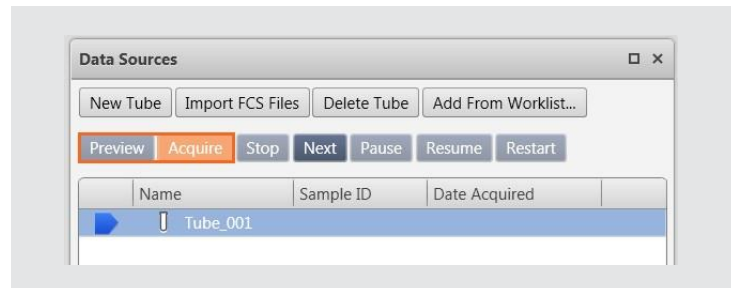 Data Sources
New Tube Import FCS Files Delete Tube Add From Worklist...
Preview Acquire Stop Next Pause Resume Restart
Name Sample ID Date Acquired
Tube_001